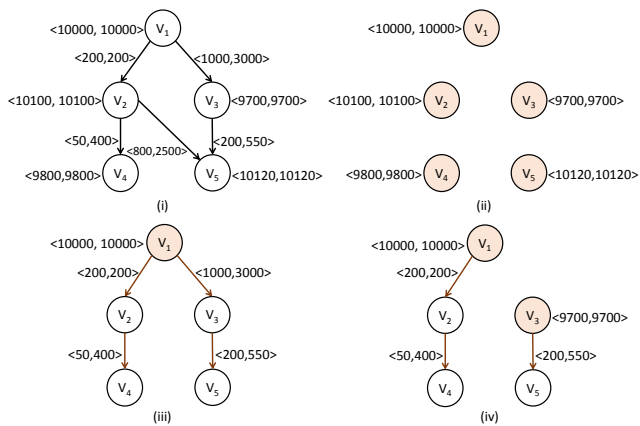 <10000, 10000> V1
<200,200> <1000,3000>
<10100, 10100> V2 V3 <9700,9700>
<50,400> <800,2500> <200,550>
<9800,9800> V4 V5 <10120,10120>
(i)
<10000, 10000> V1
<10100, 10100> V2 V3 <9700,9700>
<9800,9800> V4 V5 <10120,10120>
(ii)
<10000, 10000> V1
<200,200> <1000,3000>
V2 V3
<50,400> <200,550>
V4 V5
(iii)
<10000, 10000> V1
<200,200>
V2 V3 <9700,9700>
<50,400> <200,550>
V4 V5
(iv)